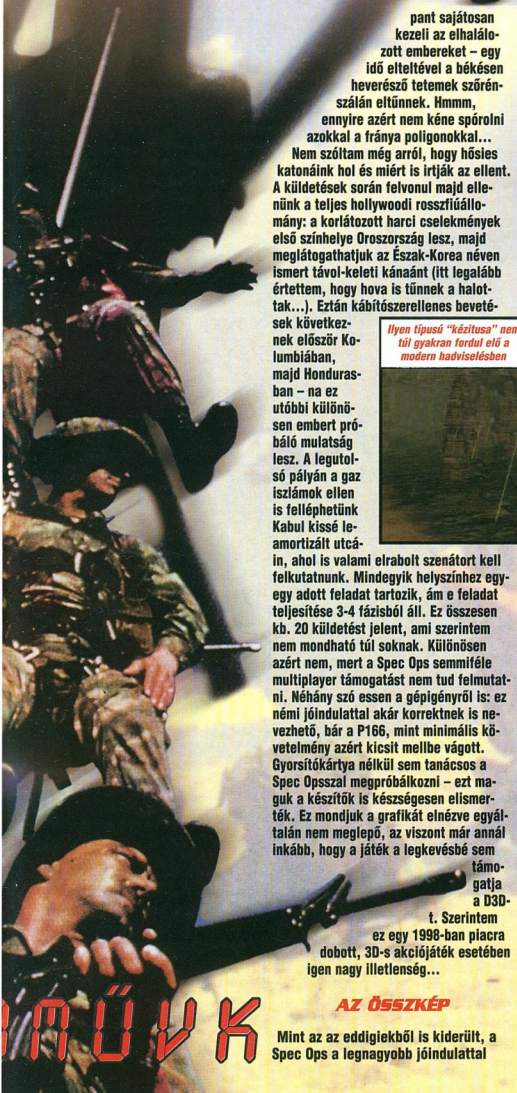 pant sajátosan
kezeli az elhalálo-
zott embereket – egy
idő elteltével a békésen
heverésző tetemek szőrén-
szálán eltűnnek. Hmmm,
ennyire azért nem kéne spórolni
azokkal a fránya poligonokkal...
Nem szóltam még arról, hogy hősies
katonáink hol és miért is irtják az ellent.
A küldetések során felvonul majd elle-
nünk a teljes hollywoodi rosszfiúállo-
mány: a korlátozott harci cselekmények
első színhelye Oroszország lesz, majd
meglátogathatjuk az Észak-Korea néven
ismert távol-keleti kánaánt (itt legalább
értettem, hogy hova is tűnnek a halot-
tak...). Eztán kábítószerellenes beveté-
sek következ-
nek először Ko-
lumbiában,
majd Honduras-
ban – na ez
utóbbi különö-
sen embert pró-
báló mulatság
lesz. A legutol-
só pályán a gaz
iszlámok ellen
is felléphetünk
Kabul kissé le-
amortizált utcá-
in, ahol is valami elrabolt szenátort kell
felkutatnunk. Mindegyik helyszínhez egy-
egy adott feladat tartozik, ám e feladat
teljesítése 3-4 fázisból áll. Ez összesen
kb. 20 küldetést jelent, ami szerintem
nem mondható túl soknak. Különösen
azért nem, mert a Spec Ops semmiféle
multiplayer támogatást nem tud felmutat-
ni. Néhány szó essen a gépigényről is: ez
némi jóindulattal akár korrektnek is ne-
vezhető, bár a P166, mint minimális kö-
vetelmény azért kicsit mellbe vágott.
Gyorsítókártya nélkül sem tanácsos a
Spec Opsszal megpróbálkozni – ezt ma-
guk a készítők is készségesen elismer-
ték. Ez mondjuk a grafikát elnézve egyál-
talán nem meglepő, az viszont már annál
inkább, hogy a játék a legkevésbé sem
támo-
gatja
a D3D-
t. Szerintem
ez egy 1998-ban piacra
dobott, 3D-s akciójáték esetében
igen nagy illetlenség...
Ilyen típusú "kézitusa" nem
túl gyakran fordul elő a
modern hadviselésben
AZ ÖSSZKÉP
Mint az az eddigiekből is kiderült, a
Spec Ops a legnagyobb jóindulattal
MŰVK